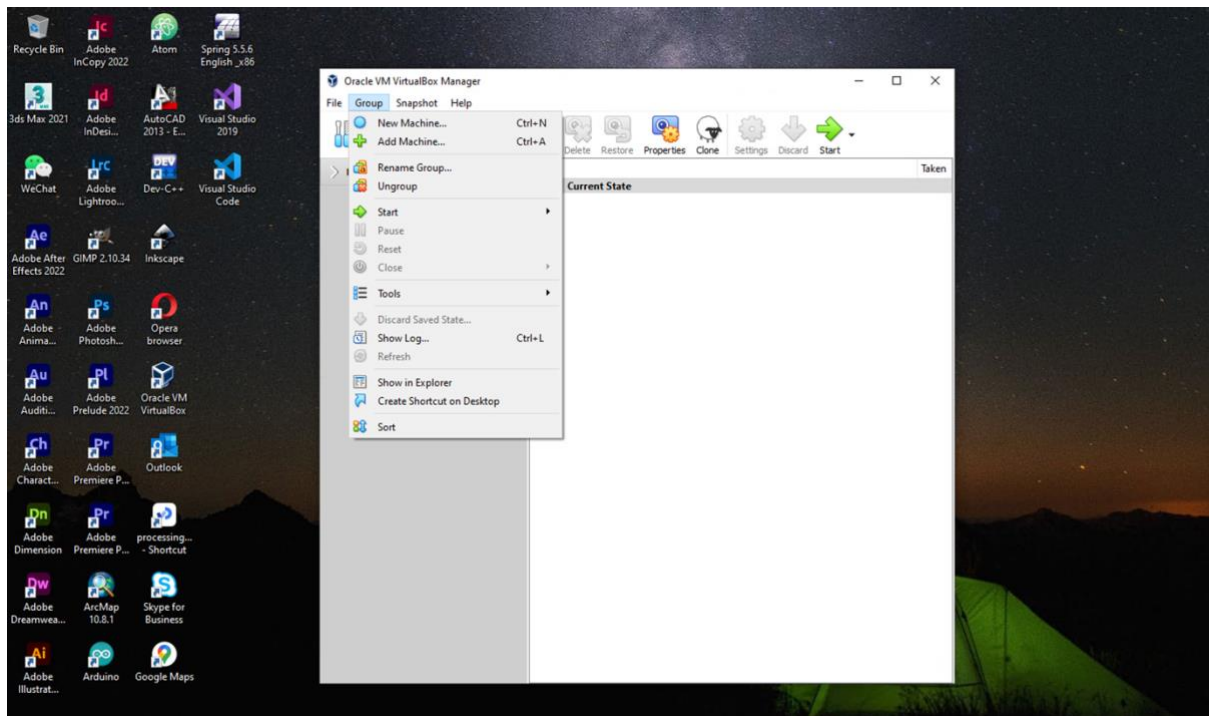 Recycle Bin
Adobe
InCopy 2022
Atom
Spring 5.5.6
English _x86
3ds Max 2021
Adobe
InDesi...
AutoCAD
2013 - E...
Visual Studio
2019
WeChat
Adobe
Lightroo...
Dev-C++
Visual Studio
Code
Adobe After
Effects 2022
GIMP 2.10.34
Inkscape
Adobe
Anima...
Adobe
Photosh...
Opera
browser
Adobe
Auditi...
Adobe
Prelude 2022
Oracle VM
VirtualBox
Adobe
Charact...
Adobe
Premiere P...
Outlook
Adobe
Dimension
Adobe
Premiere P...
processing...
- Shortcut
Adobe
Dreamwea...
ArcMap
10.8.1
Skype for
Business
Adobe
Illustrat...
Arduino
Google Maps
Oracle VM VirtualBox Manager
File Group Snapshot Help
New Machine... Ctrl+N
Add Machine... Ctrl+A
Rename Group...
Ungroup
Start
Pause
Reset
Close
Tools
Discard Saved State...
Show Log... Ctrl+L
Refresh
Show in Explorer
Create Shortcut on Desktop
Sort
Delete Restore Properties Clone Settings Discard Start
Taken
Current State